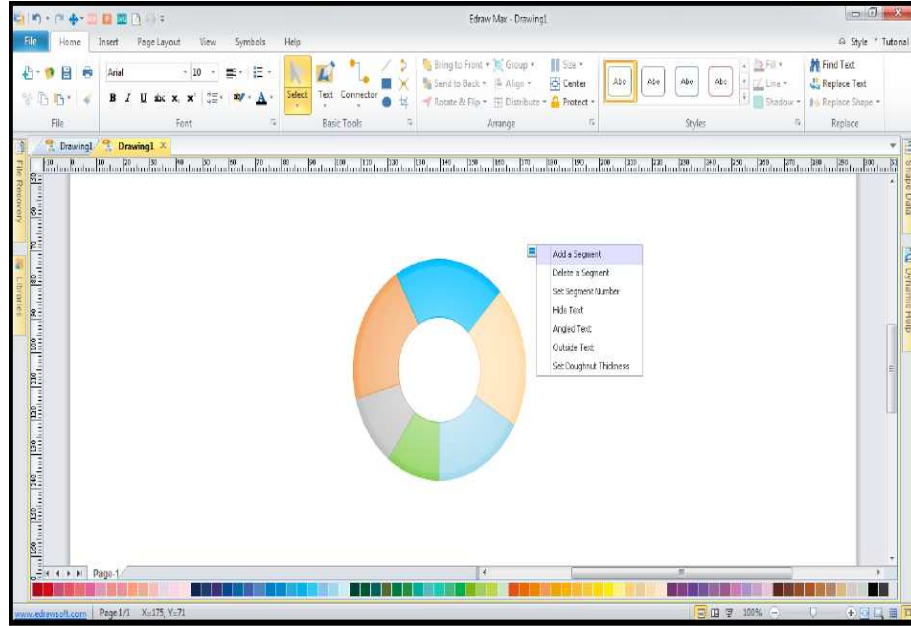 Edraw Max - Drawing1
File Home Insert Page Layout View Symbols Help Style Tutorial
Arial 10 Bring to Front Group Size Abc Abc Abc Abc Fill Find Text
Select Text Connector Send to Back Align Center Line Replace Text
B I U abc x, x' A Rotate & Flip Distribute Protect Shadow Replace Shape
File Font Basic Tools Arrange Styles Replace
Drawing1 Drawing1 X
File Recovery
Libraries
Shape Data
Dynamic Help
Add a Segment
Delete a Segment
Set Segment Number
Hide Text
Angled Text
Outside Text
Set Doughnut Thickness
Page-1
www.edrawsoft.com Page 1/1 X=175, Y=71 100%